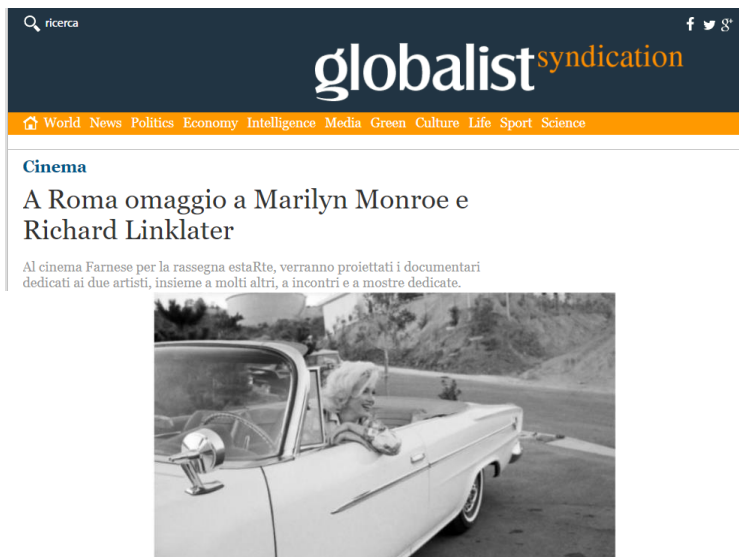 ricerca
globalist syndication
World News Politics Economy Intelligence Media Green Culture Life Sport Science
Cinema
A Roma omaggio a Marilyn Monroe e
Richard Linklater
Al cinema Farnese per la rassegna estaRte, verranno proiettati i documentari
dedicati ai due artisti, insieme a molti altri, a incontri e a mostre dedicate.